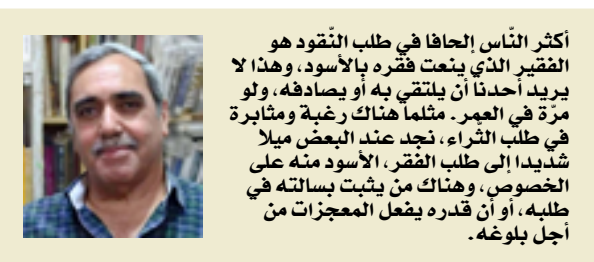 أكثر النّاس إلحافا في طلب النّقود هو
الفقير الذي ينعت فقره بالأسود، وهذا لا
يريد أحدنا أن يلتقي به أو يصادفه، ولو
مرّة في العمر. مثلما هناك رغبة ومثابرة
في طلب الثّراء، نجد عند البعض ميلا
شديدا إلى طلب الفقر، الأسود منه على
الخصوص، وهناك من يثبت بسالته في
طلبه، أو أن قدره يفعل المعجزات من
أجل بلوغه.